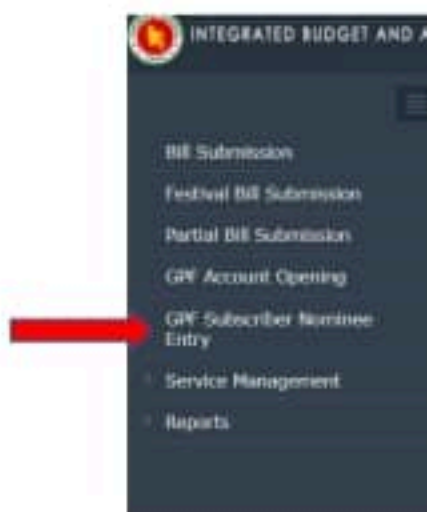 INTEGRATED BUDGET AND A
Bill Submission
Festival Bill Submission
Partial Bill Submission
GPF Account Opening
GPF Subscriber Nominee
Entry
Service Management
Reports